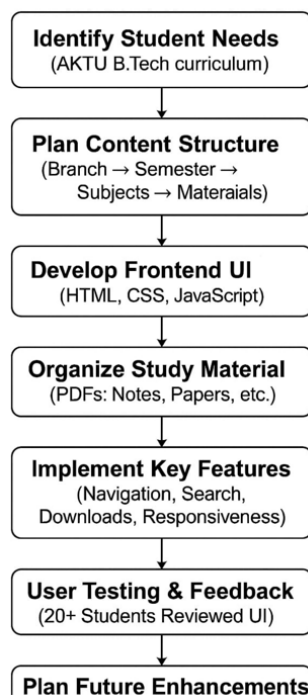 Identify Student Needs
(AKTU B.Tech curriculum)
Plan Content Structure
(Branch → Semester →
Subjects → Materaials)
Develop Frontend UI
(HTML, CSS, JavaScript)
Organize Study Material
(PDFs: Notes, Papers, etc.)
Implement Key Features
(Navigation, Search,
Downloads, Responsiveness)
User Testing & Feedback
(20+ Students Reviewed UI)
Plan Future Enhancements